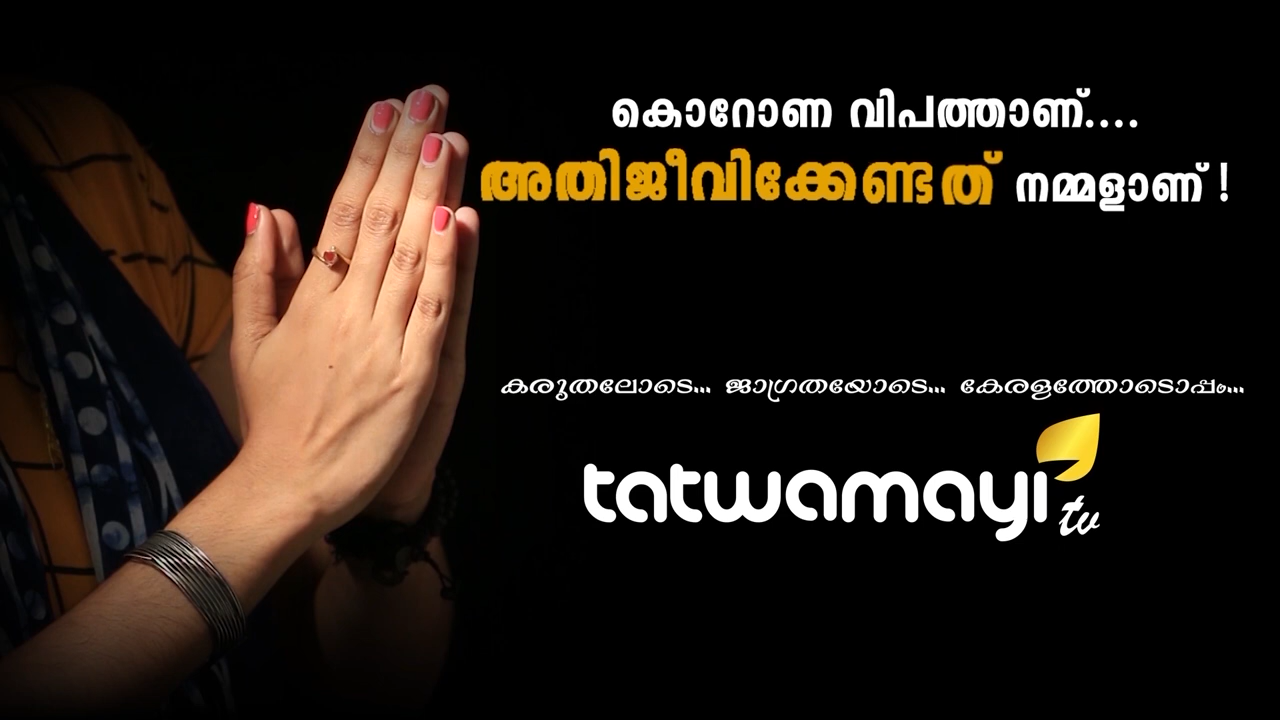 കൊറോണ വിപത്താണ്....
അതിജീവിക്കേണ്ടത് നമ്മളാണ് !
കരുതലോടെ... ജാഗ്രതയോടെ... കേരളത്തോടൊപ്പം...
tatwamayi
tv